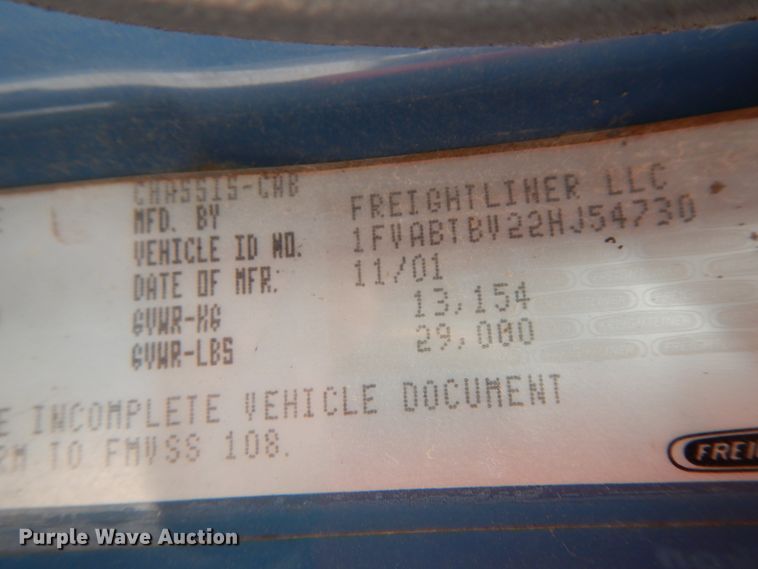 CHASSIS-CAB
MFD. BY FREIGHTLINER LLC
VEHICLE ID NO. 1FVABTBV22HJ54730
DATE OF MFR. 11/01
GVWR-KG 13,154
GVWR-LBS 29,000
E INCOMPLETE VEHICLE DOCUMENT
RM TO FMVSS 108.
FREI
Purple Wave Auction